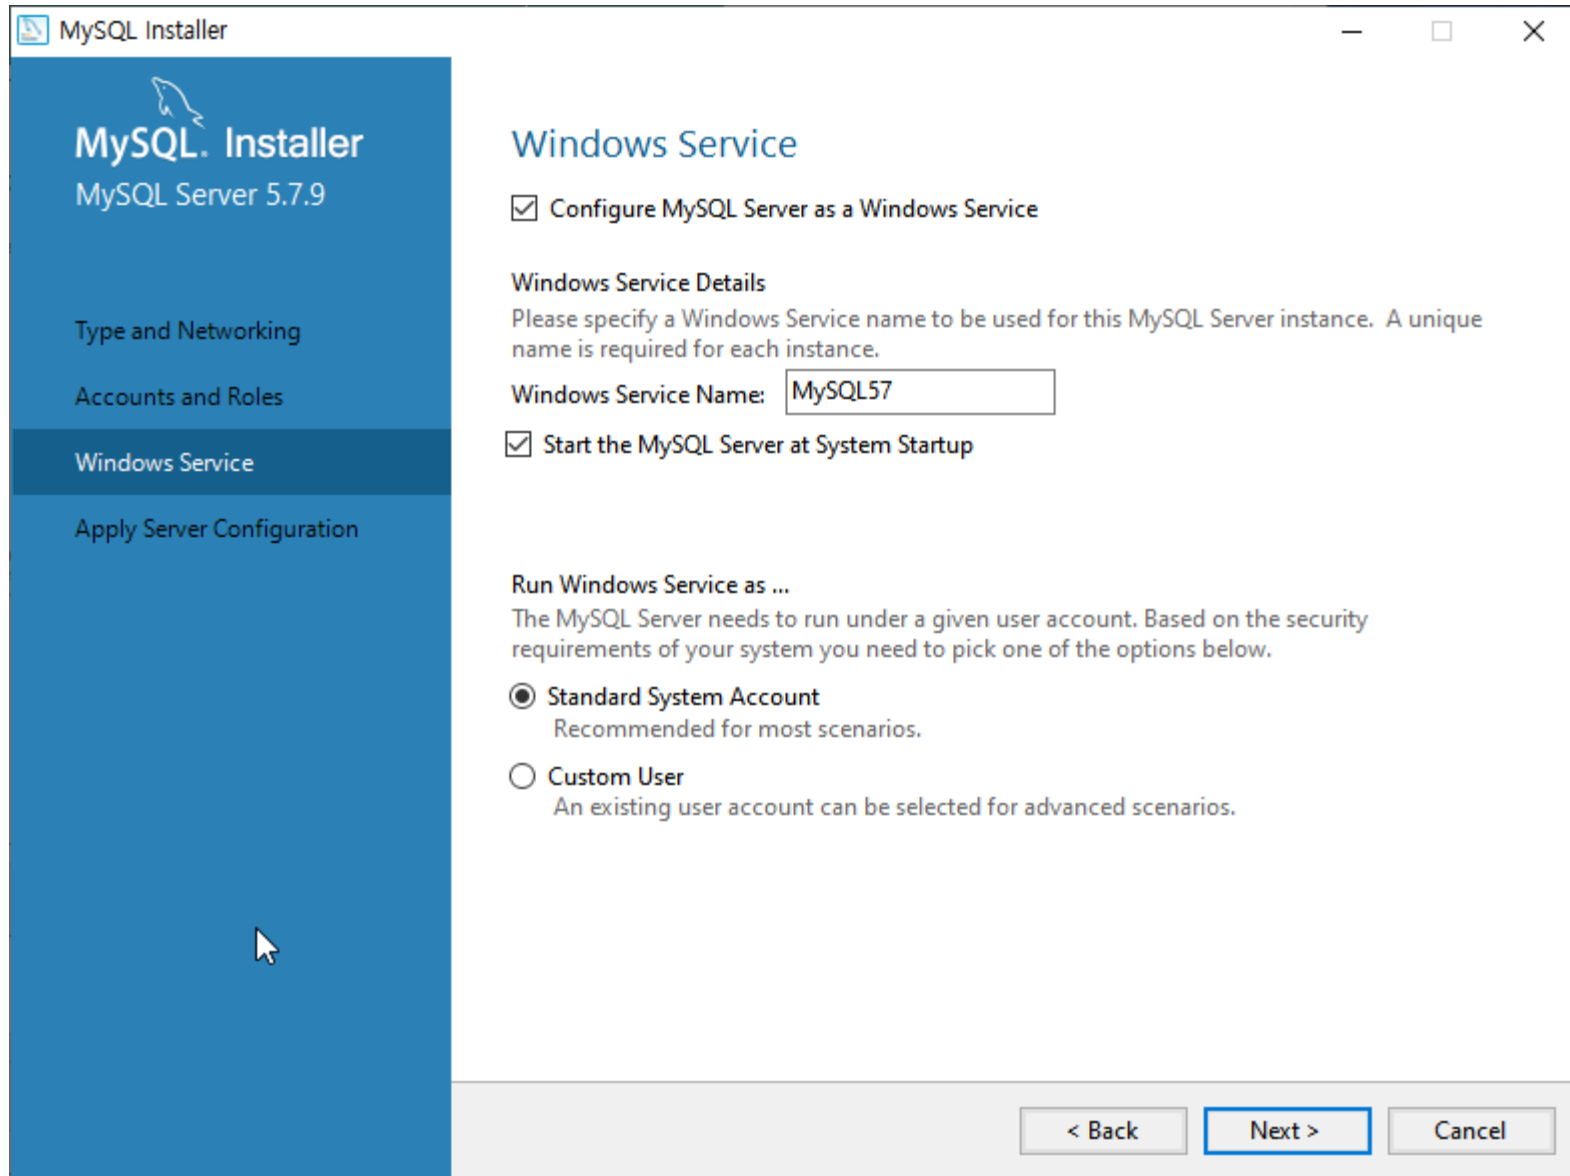 MySQL Installer
MySQL. Installer
MySQL Server 5.7.9
Type and Networking
Accounts and Roles
Windows Service
Apply Server Configuration
Windows Service
Configure MySQL Server as a Windows Service
Windows Service Details
Please specify a Windows Service name to be used for this MySQL Server instance.  A unique
name is required for each instance.
Windows Service Name: MySQL57
Start the MySQL Server at System Startup
Run Windows Service as ...
The MySQL Server needs to run under a given user account. Based on the security
requirements of your system you need to pick one of the options below.
Standard System Account
Recommended for most scenarios.
Custom User
An existing user account can be selected for advanced scenarios.
< Back Next > Cancel